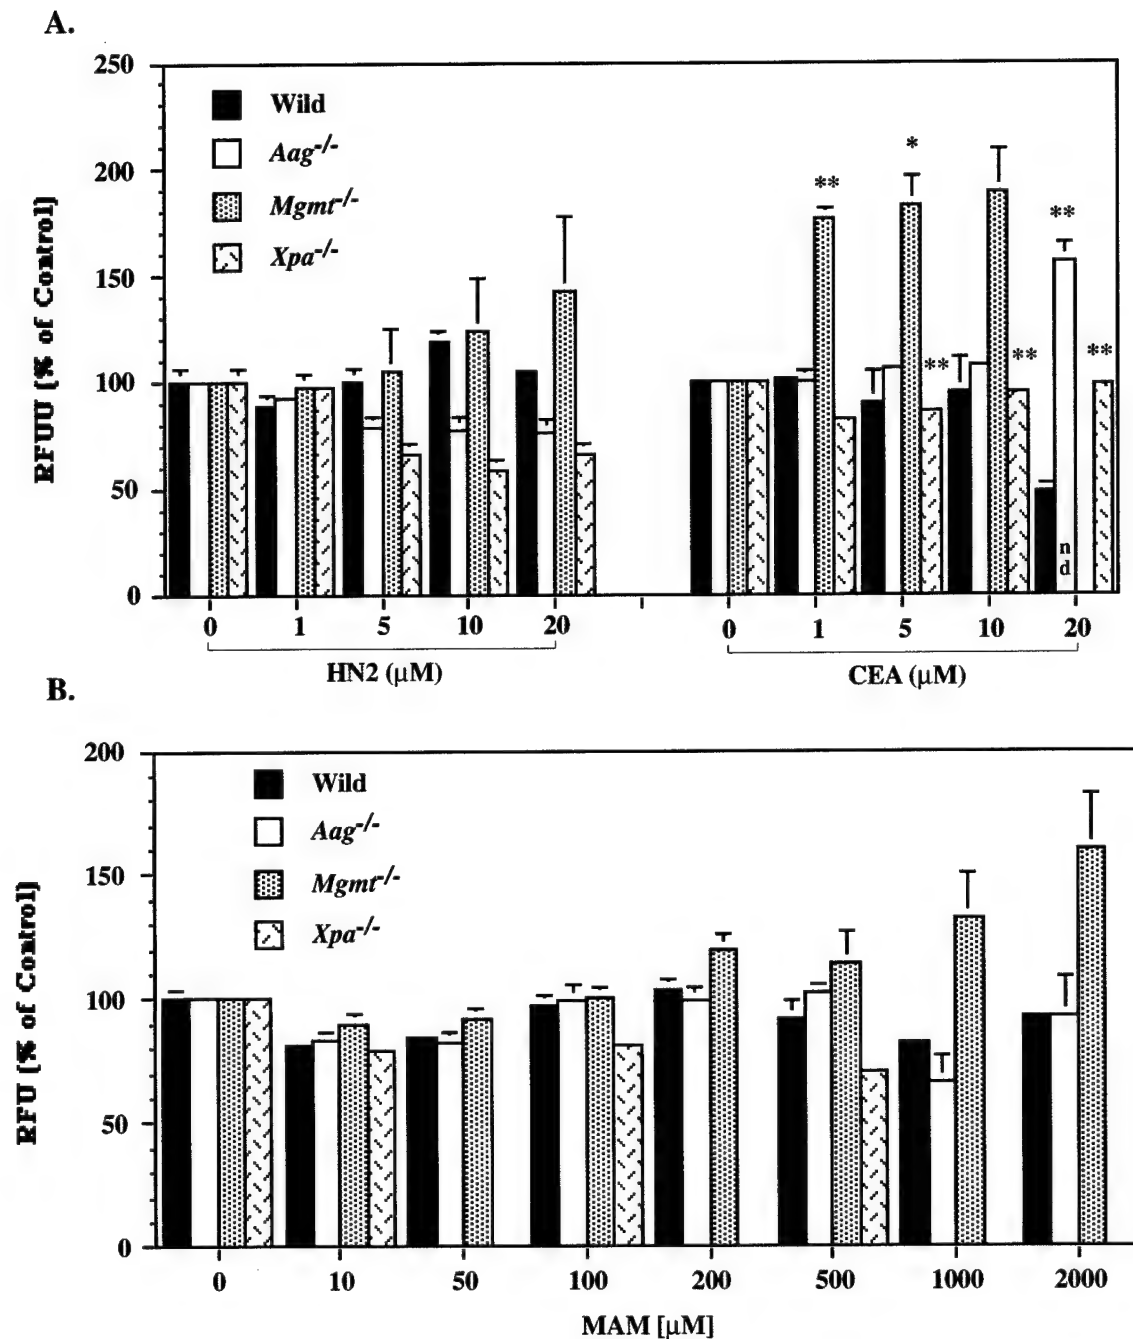 A.
RFUU [% of Control]
250
200
150
100
50
0
Wild
Aag-/-
Mgmt-/-
Xpa-/-
** * ** ** ** ** 
n
d
0 1 5 10 20 0 1 5 10 20
HN2 (µM) CEA (µM)
B.
RFU [% of Control]
200
150
100
50
0
Wild
Aag-/-
Mgmt-/-
Xpa-/-
0 10 50 100 200 500 1000 2000
MAM [µM]